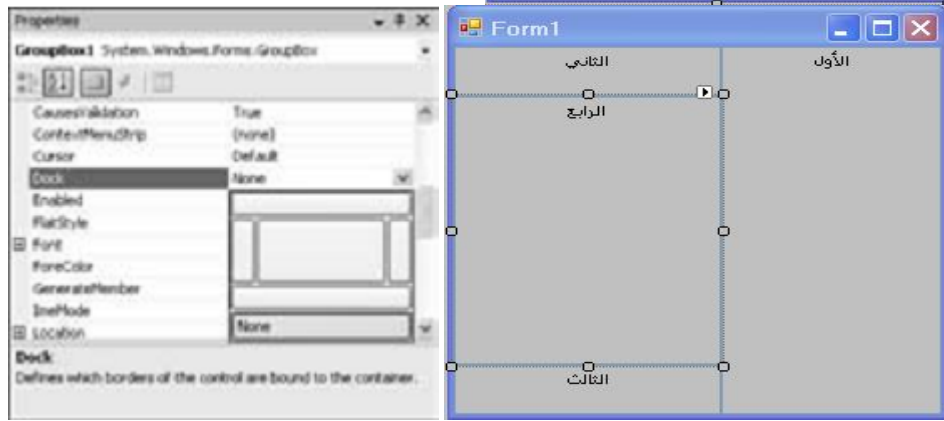 Properties
GroupBox1 System.Windows.Forms.GroupBox
CausesValidation True
ContextMenuStrip (none)
Cursor Default
Dock None
Enabled
FlatStyle
Font
ForeColor
GenerateMember
ImeMode
None
Location
Dock
Defines which borders of the control are bound to the container.
Form1
الأول
الثاني
الرابع
الثالث